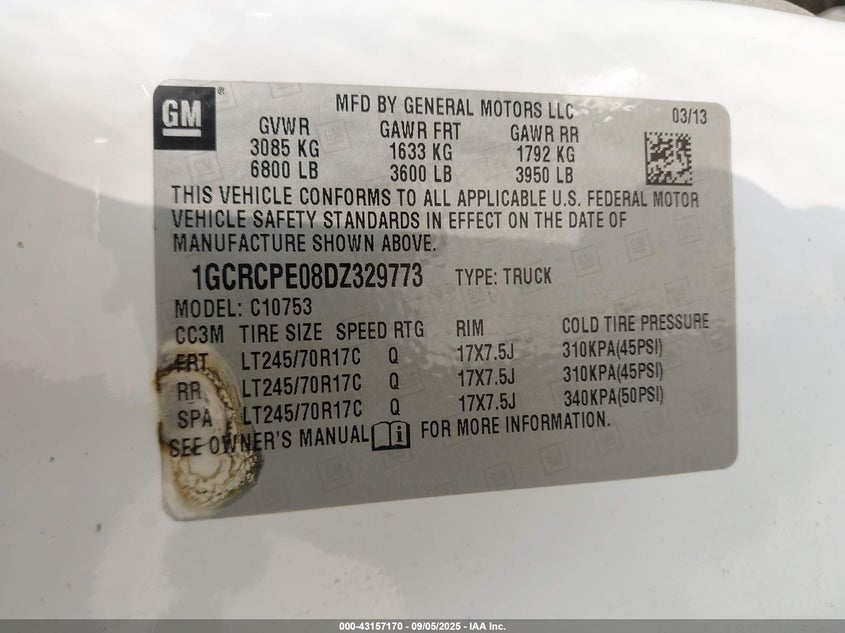 GM
MFD BY GENERAL MOTORS LLC
03/13
GVWR GAWR FRT GAWR RR
3085 KG 1633 KG 1792 KG
6800 LB 3600 LB 3950 LB
THIS VEHICLE CONFORMS TO ALL APPLICABLE U.S. FEDERAL MOTOR
VEHICLE SAFETY STANDARDS IN EFFECT ON THE DATE OF
MANUFACTURE SHOWN ABOVE.
1GCRCPE08DZ329773 TYPE: TRUCK
MODEL: C10753
CC3M TIRE SIZE SPEED RTG RIM COLD TIRE PRESSURE
FRT LT245/70R17C Q 17X7.5J 310KPA(45PSI)
RR LT245/70R17C Q 17X7.5J 310KPA(45PSI)
SPA LT245/70R17C Q 17X7.5J 340KPA(50PSI)
SEE OWNER'S MANUAL i FOR MORE INFORMATION.
000-43157170 - 09/05/2025 - IAA Inc.